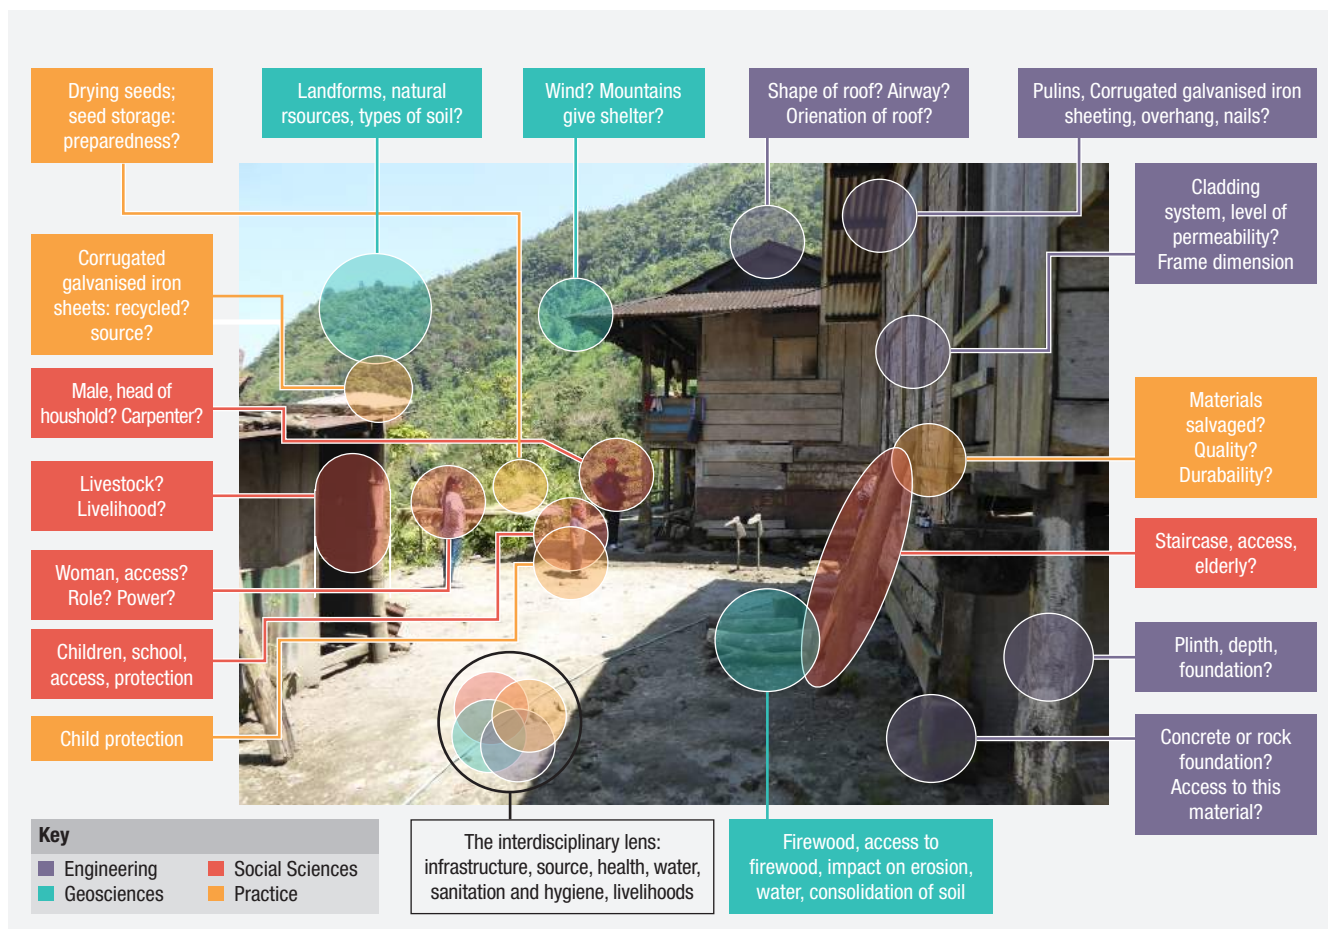 Drying seeds;
seed storage:
preparedness?
Landforms, natural
rsources, types of soil?
Wind? Mountains
give shelter?
Shape of roof? Airway?
Orienation of roof?
Pulins, Corrugated galvanised iron
sheeting, overhang, nails?
Cladding
system, level of
permeability?
Frame dimension
Corrugated
galvanised iron
sheets: recycled?
source?
Male, head of
houshold? Carpenter?
Materials
salvaged?
Quality?
Durabaility?
Livestock?
Livelihood?
Staircase, access,
elderly?
Woman, access?
Role? Power?
Children, school,
access, protection
Plinth, depth,
foundation?
Child protection
Concrete or rock
foundation?
Access to this
material?
Key
Engineering
Social Sciences
Geosciences
Practice
The interdisciplinary lens:
infrastructure, source, health, water,
sanitation and hygiene, livelihoods
Firewood, access to
firewood, impact on erosion,
water, consolidation of soil